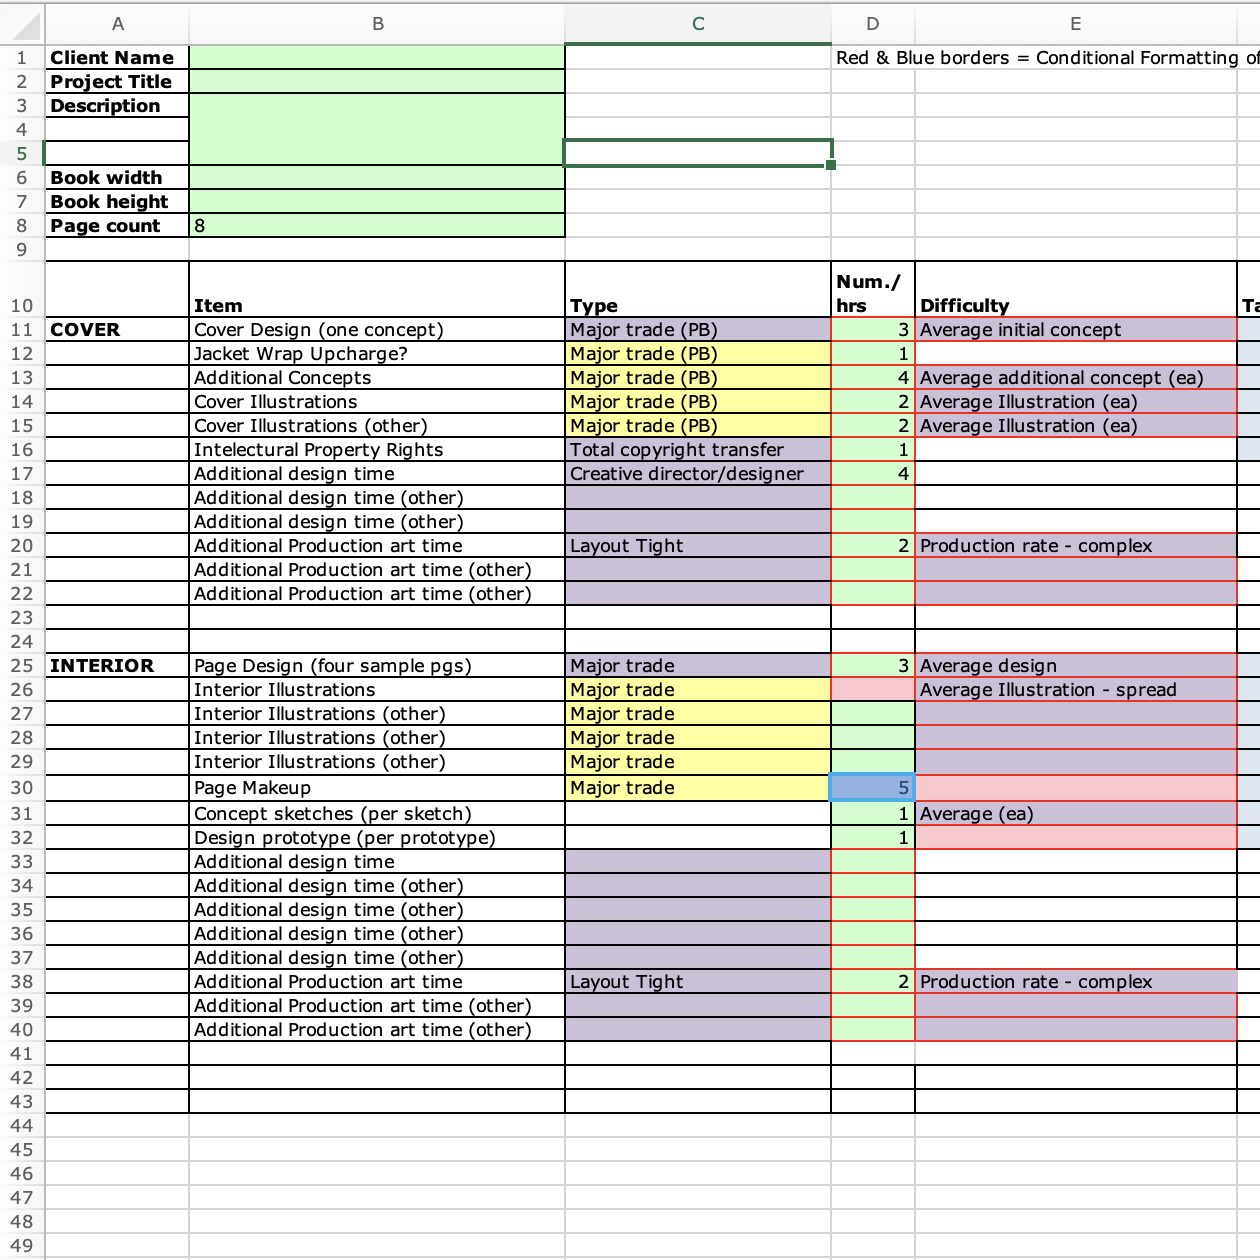 A B C D E
1 Client Name Red & Blue borders = Conditional Formatting of
2 Project Title
3 Description
4
5
6 Book width
7 Book height
8 Page count 8
9
10 Item Type Num./ hrs Difficulty Ta
11 COVER Cover Design (one concept) Major trade (PB) 3 Average initial concept
12 Jacket Wrap Upcharge? Major trade (PB) 1
13 Additional Concepts Major trade (PB) 4 Average additional concept (ea)
14 Cover Illustrations Major trade (PB) 2 Average Illustration (ea)
15 Cover Illustrations (other) Major trade (PB) 2 Average Illustration (ea)
16 Intelectural Property Rights Total copyright transfer 1
17 Additional design time Creative director/designer 4
18 Additional design time (other)
19 Additional design time (other)
20 Additional Production art time Layout Tight 2 Production rate - complex
21 Additional Production art time (other)
22 Additional Production art time (other)
23
24
25 INTERIOR Page Design (four sample pgs) Major trade 3 Average design
26 Interior Illustrations Major trade Average Illustration - spread
27 Interior Illustrations (other) Major trade
28 Interior Illustrations (other) Major trade
29 Interior Illustrations (other) Major trade
30 Page Makeup Major trade 5
31 Concept sketches (per sketch) 1 Average (ea)
32 Design prototype (per prototype) 1
33 Additional design time
34 Additional design time (other)
35 Additional design time (other)
36 Additional design time (other)
37 Additional design time (other)
38 Additional Production art time Layout Tight 2 Production rate - complex
39 Additional Production art time (other)
40 Additional Production art time (other)
41
42
43
44
45
46
47
48
49